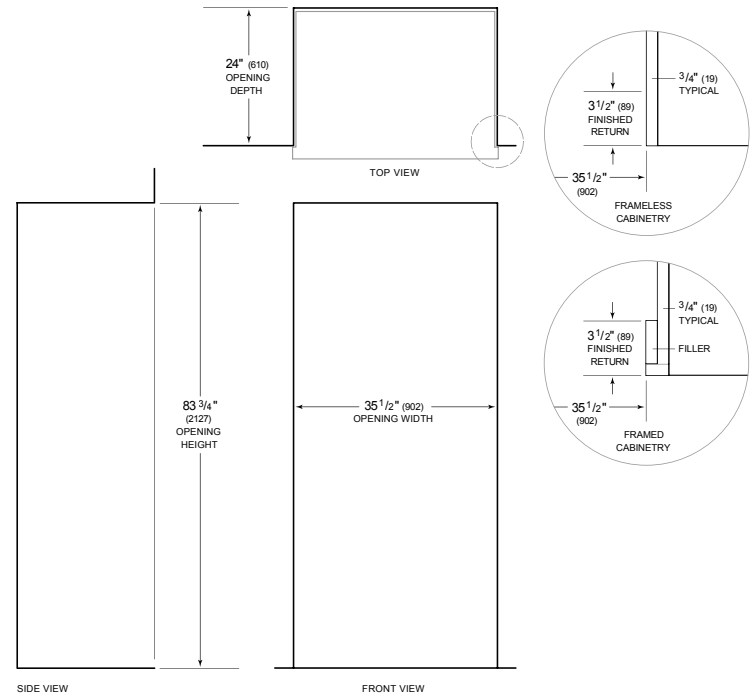 24" (610)
OPENING
DEPTH
TOP VIEW
3/4" (19)
TYPICAL
3 1/2" (89)
FINISHED
RETURN
35 1/2"
(902)
FRAMELESS
CABINETRY
3/4" (19)
TYPICAL
3 1/2" (89)
FINISHED
RETURN
FILLER
35 1/2"
(902)
FRAMED
CABINETRY
83 3/4"
(2127)
OPENING
HEIGHT
35 1/2" (902)
OPENING WIDTH
SIDE VIEW
FRONT VIEW